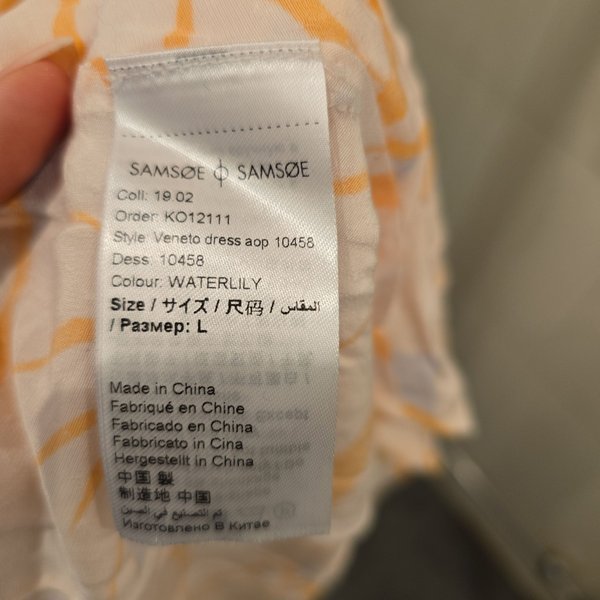 SAMSØE ϕ SAMSØE
Coll: 19.02
Order: KO12111
Style: Veneto dress aop 10458
Dess: 10458
Colour: WATERLILY
Size / サイズ / 尺码 / المقاس
/ Размер: L
Made in China
Fabriqué en Chine
Fabricado en China
Fabbricato in Cina
Hergestellt in China
中国 製
制造地 中国
تم التصنيع في الصين
Изготовлено В Китае